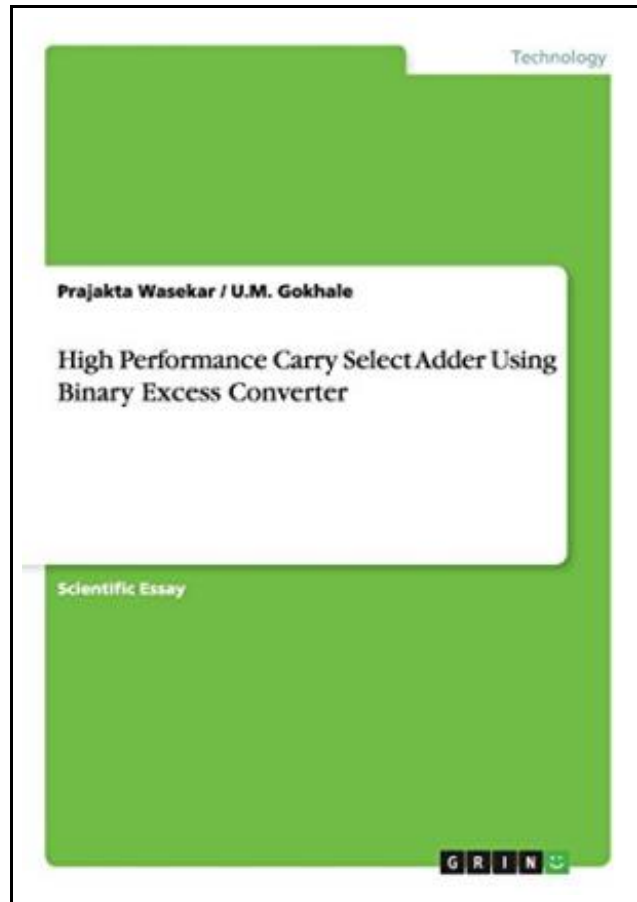 Technology
Prajakta Wasekar / U.M. Gokhale
High Performance Carry Select Adder Using
Binary Excess Converter
Scientific Essay
GRIN